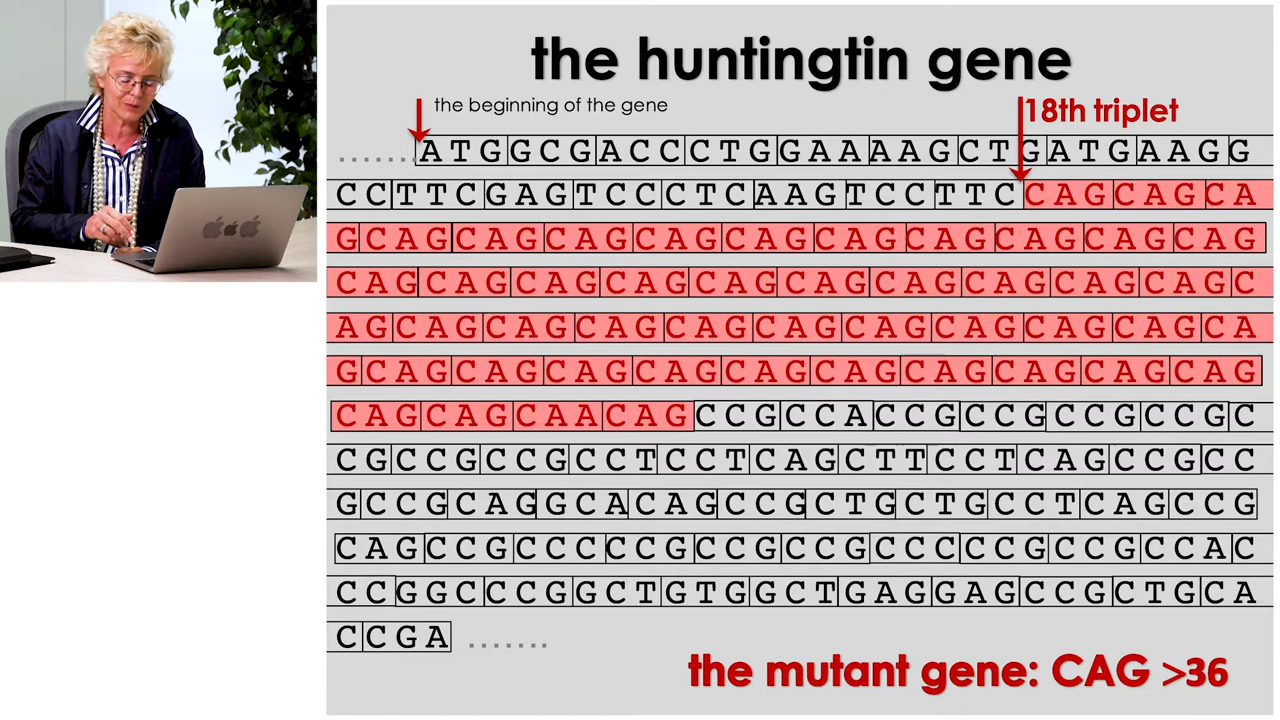 the huntingtin gene
the beginning of the gene
18th triplet
.......ATGGCGACCCTGGAAAAGCTGATGAAGG
CCTTCGAGTCCCTCAAGTCCTTCCAGCAGCA
GCAGCAGCAGCAGCAGCAGCAGCAGCAGCAG
CAGCAGCAGCAGCAGCAGCAGCAGCAGCAGC
AGCAGCAGCAGCAGCAGCAGCAGCAGCAGCA
GCAGCAGCAGCAGCAGCAGCAGCAGCAGCAG
CAGCAGCAACAGCCGCCACCGCCGCCGCCGC
CGCCGCCGCCTCCTCAGCTTCCTCAGCCGCC
GCCGCAGGCACAGCCGCTGCTGCCTCAGCCG
CAGCCGCCCCCGCCGCCGCCCCCGCCGCCAC
CCGGCCCGGCTGTGGCTGAGGAGCCGCTGCA
CCGA .......
the mutant gene: CAG >36